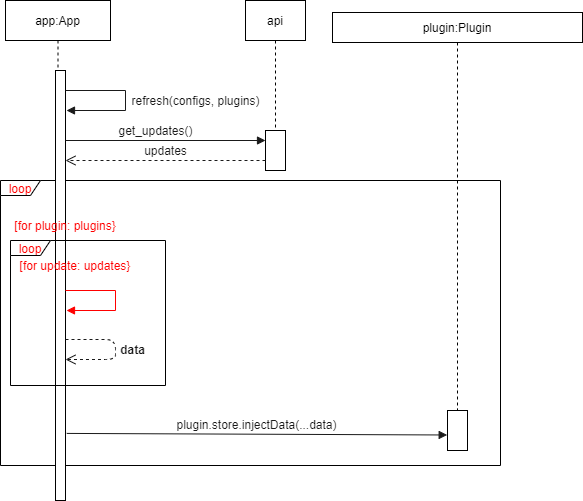 app:App
api
plugin:Plugin
refresh(configs, plugins)
get_updates()
updates
loop
[for plugin: plugins}
loop
[for update: updates}
data
plugin.store.injectData(...data)